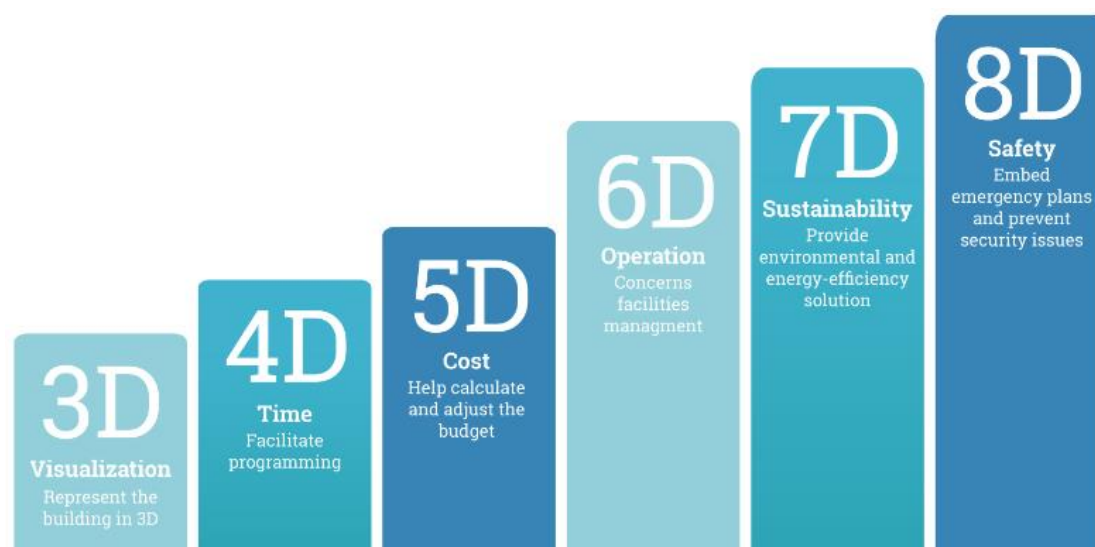 3D
Visualization
Represent the
building in 3D
4D
Time
Facilitate
programming
5D
Cost
Help calculate
and adjust the
budget
6D
Operation
Concerns
facilities
managment
7D
Sustainability
Provide
environmental and
energy-efficiency
solution
8D
Safety
Embed
emergency plans
and prevent
security issues